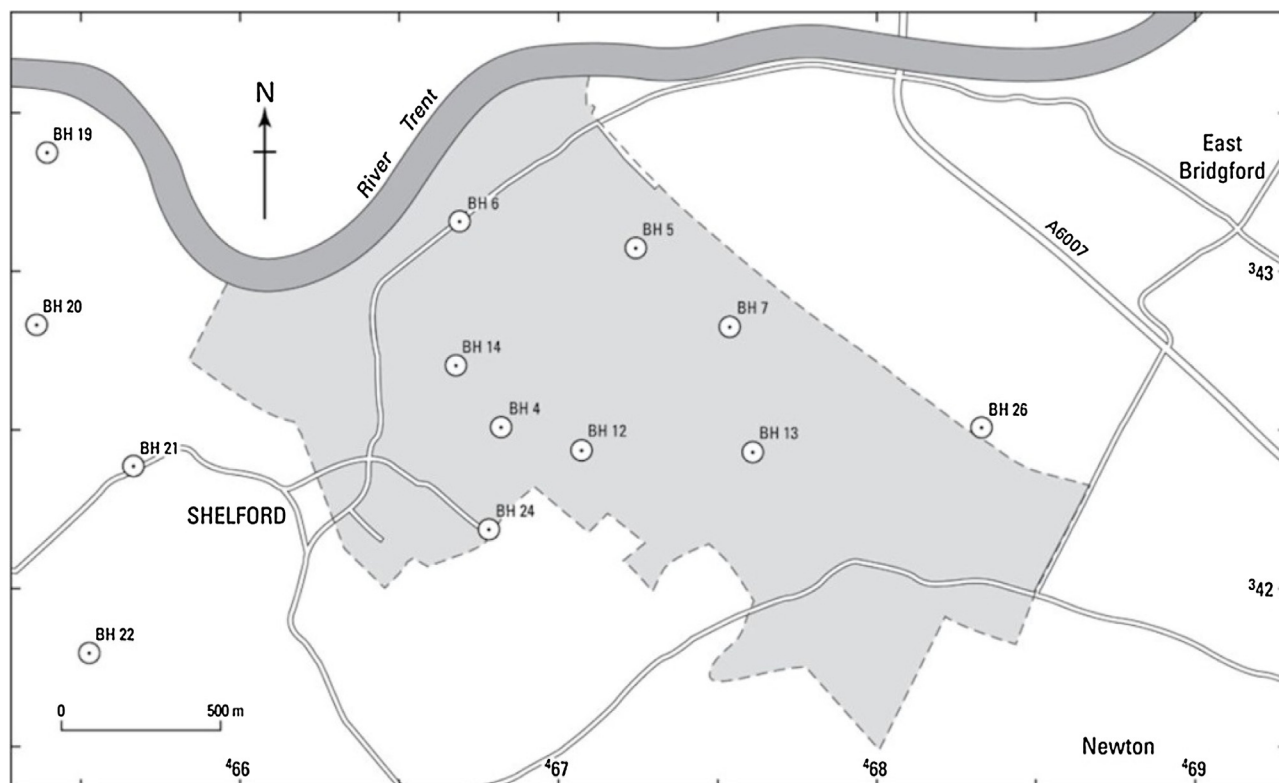 N
River Trent
BH 19
East
Bridgford
BH 6
BH 5
A6007
³43
BH 20
BH 7
BH 14
BH 4
BH 26
BH 12
BH 13
BH 21
SHELFORD
BH 24
³42
BH 22
0 500 m
Newton
⁴66
⁴67
⁴68
⁴69